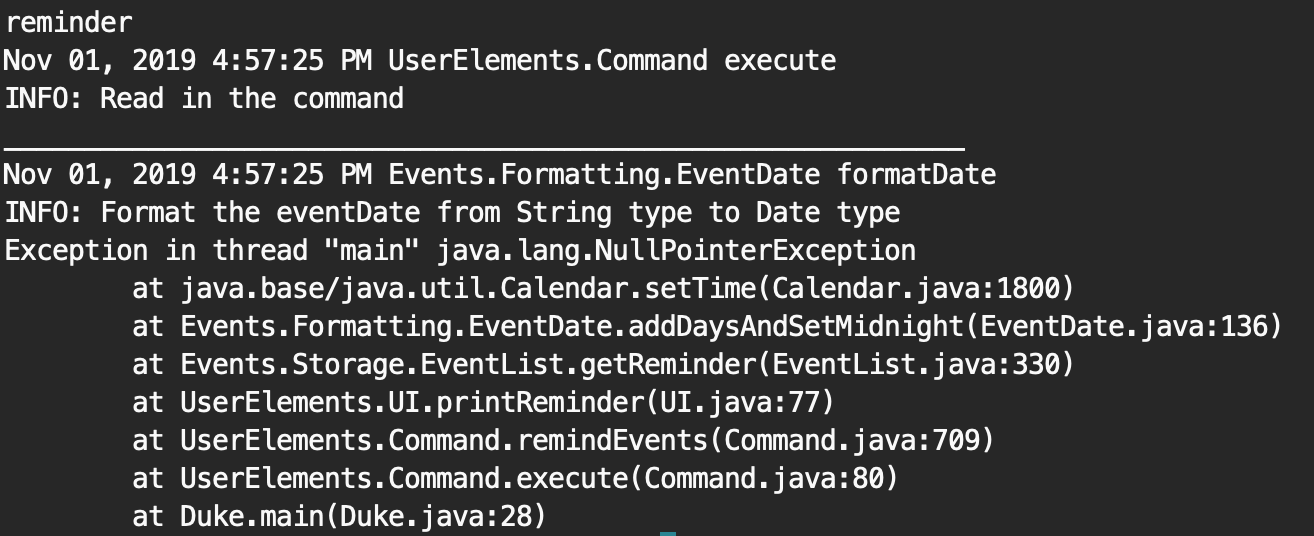 reminder
Nov 01, 2019 4:57:25 PM UserElements.Command execute
INFO: Read in the command
____________________________________________________________
Nov 01, 2019 4:57:25 PM Events.Formatting.EventDate formatDate
INFO: Format the eventDate from String type to Date type
Exception in thread "main" java.lang.NullPointerException
        at java.base/java.util.Calendar.setTime(Calendar.java:1800)
        at Events.Formatting.EventDate.addDaysAndSetMidnight(EventDate.java:136)
        at Events.Storage.EventList.getReminder(EventList.java:330)
        at UserElements.UI.printReminder(UI.java:77)
        at UserElements.Command.remindEvents(Command.java:709)
        at UserElements.Command.execute(Command.java:80)
        at Duke.main(Duke.java:28)